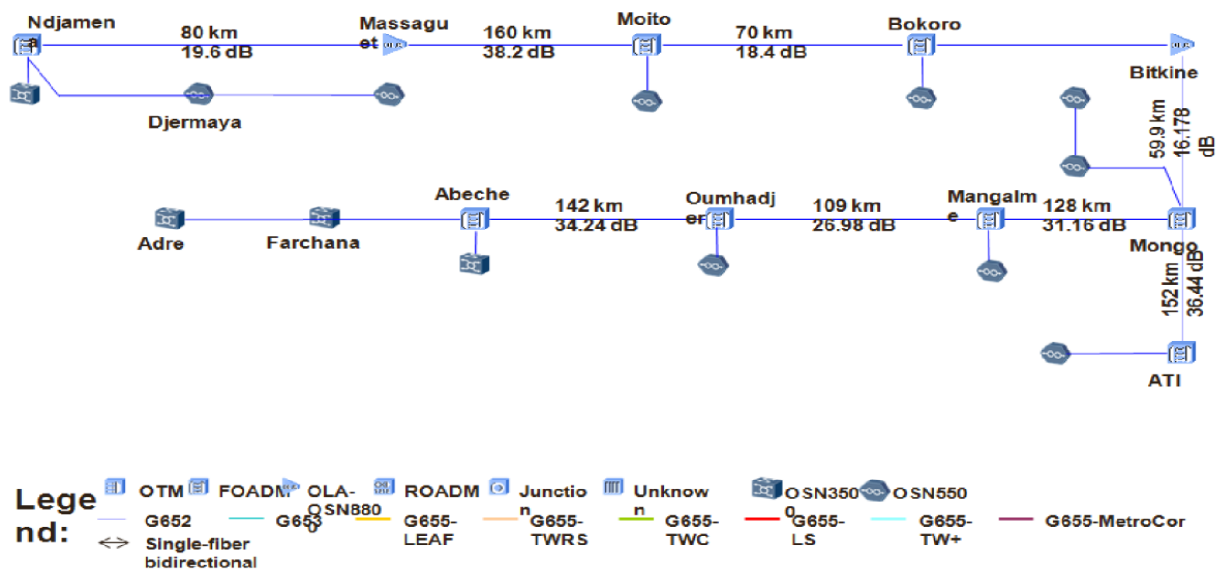 Ndjamen
a
80 km
19.6 dB
Massagu
et
160 km
38.2 dB
Moito
70 km
18.4 dB
Bokoro
Bitkine
Djermaya
59.9 km
16.178
dB
Adre
Farchana
Abeche
142 km
34.24 dB
Oumhadj
er
109 km
26.98 dB
Mangalm
e
128 km
31.16 dB
Mongo
152 km
36.44 dB
ATI
Lege
nd:
OTM
FOADM
OLA-
OSN880
ROADM
Junctio
n
Unknow
n
OSN350
0
OSN550
G652
G653
G655-
LEAF
G655-
TWRS
G655-
TWC
G655-
LS
G655-
TW+
G655-MetroCor
Single-fiber
bidirectional